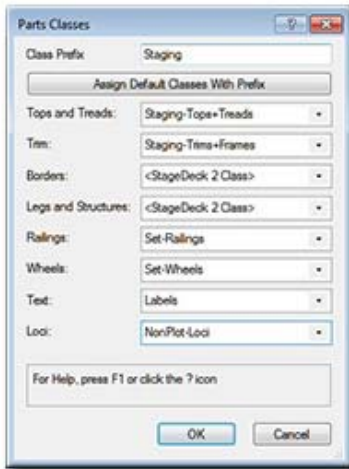 Parts Classes
Class Prefix Staging
Assign Default Classes With Prefix
Tops and Treads: Staging-Tops+Treads
Trim: Staging-Trims+Frames
Borders: <StageDeck 2 Class>
Legs and Structures: <StageDeck 2 Class>
Railings: Set-Railings
Wheels: Set-Wheels
Text: Labels
Loci: NonPlot-Loci
For Help, press F1 or click the ? icon
OK Cancel